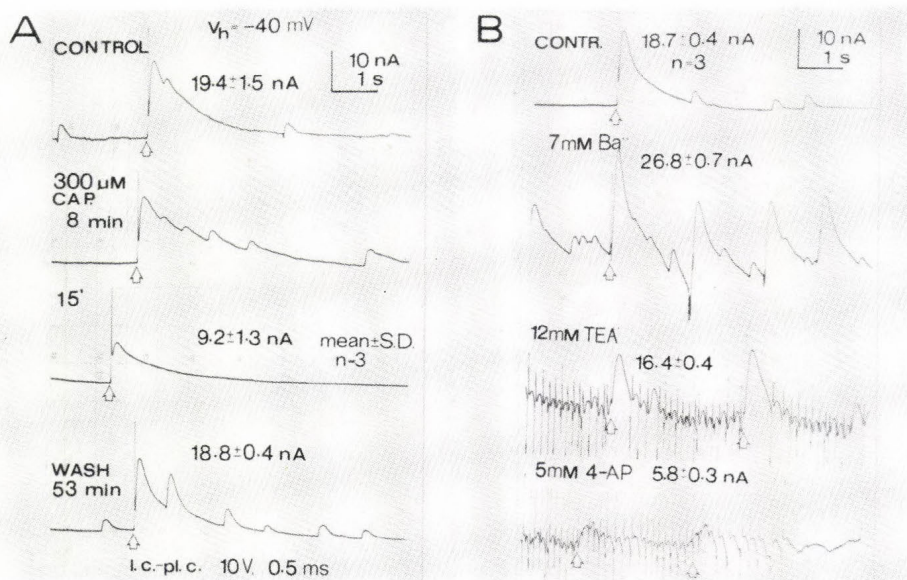 A
V_h = -40 mV
CONTROL
10 nA
1 s
19.4±1.5 nA
300 µM
CAP.
8 min
15'
9.2±1.3 nA
mean±S.D.
n=3
WASH
53 min
18.8±0.4 nA
l.c.-pl.c. 10V, 0.5 ms
B
CONTR.
18.7±0.4 nA
n=3
10 nA
1 s
7mM Ba
26.8±0.7 nA
12mM TEA
16.4±0.4
5mM 4-AP 5.8±0.3 nA